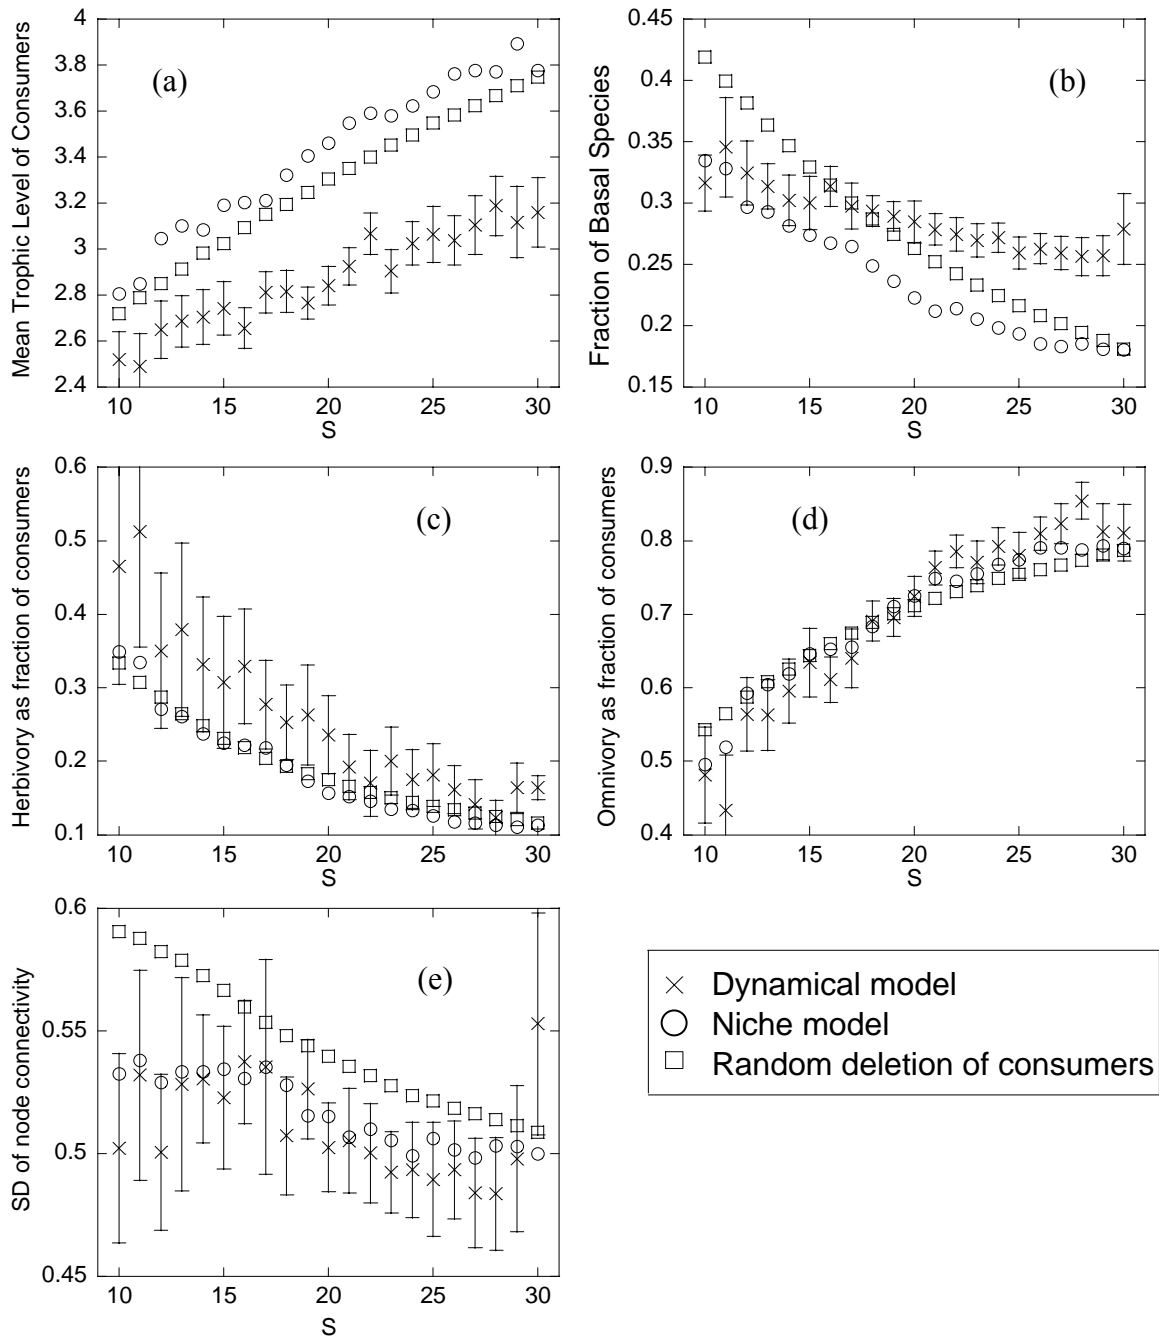 Mean Trophic Level of Consumers
4
3.8
3.6
3.4
3.2
3
2.8
2.6
2.4
(a)
10 15 20 25 30
S
Fraction of Basal Species
0.45
0.4
0.35
0.3
0.25
0.2
0.15
(b)
10 15 20 25 30
S
Herbivory as fraction of consumers
0.6
0.5
0.4
0.3
0.2
0.1
(c)
10 15 20 25 30
S
Omnivory as fraction of consumers
0.9
0.8
0.7
0.6
0.5
0.4
(d)
10 15 20 25 30
S
SD of node connectivity
0.6
0.55
0.5
0.45
(e)
10 15 20 25 30
S
Dynamical model
Niche model
Random deletion of consumers